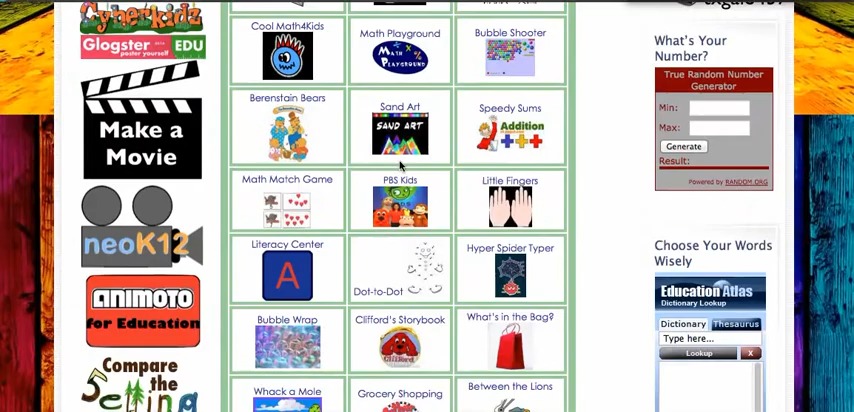 Cyberkidz
Glogster EDU
poster yourself
Make a
Movie
neoK12
ANIMOTO
for Education
Compare
the
Cool Math4Kids
Math Playground
MATH
PLAYGROUND
Bubble Shooter
Berenstain Bears
Sand Art
SAND ART
Speedy Sums
Addition
Math Match Game
PBS Kids
Little Fingers
Literacy Center
A
Dot-to-Dot
Hyper Spider Typer
Bubble Wrap
Clifford's Storybook
What's in the Bag?
Whack a Mole
Grocery Shopping
Between the Lions
What's Your
Number?
True Random Number
Generator
Min:
Max:
Generate
Result:
Powered by RANDOM.ORG
Choose Your Words
Wisely
Education Atlas
Dictionary Lookup
Dictionary Thesaurus
Type here...
Lookup X